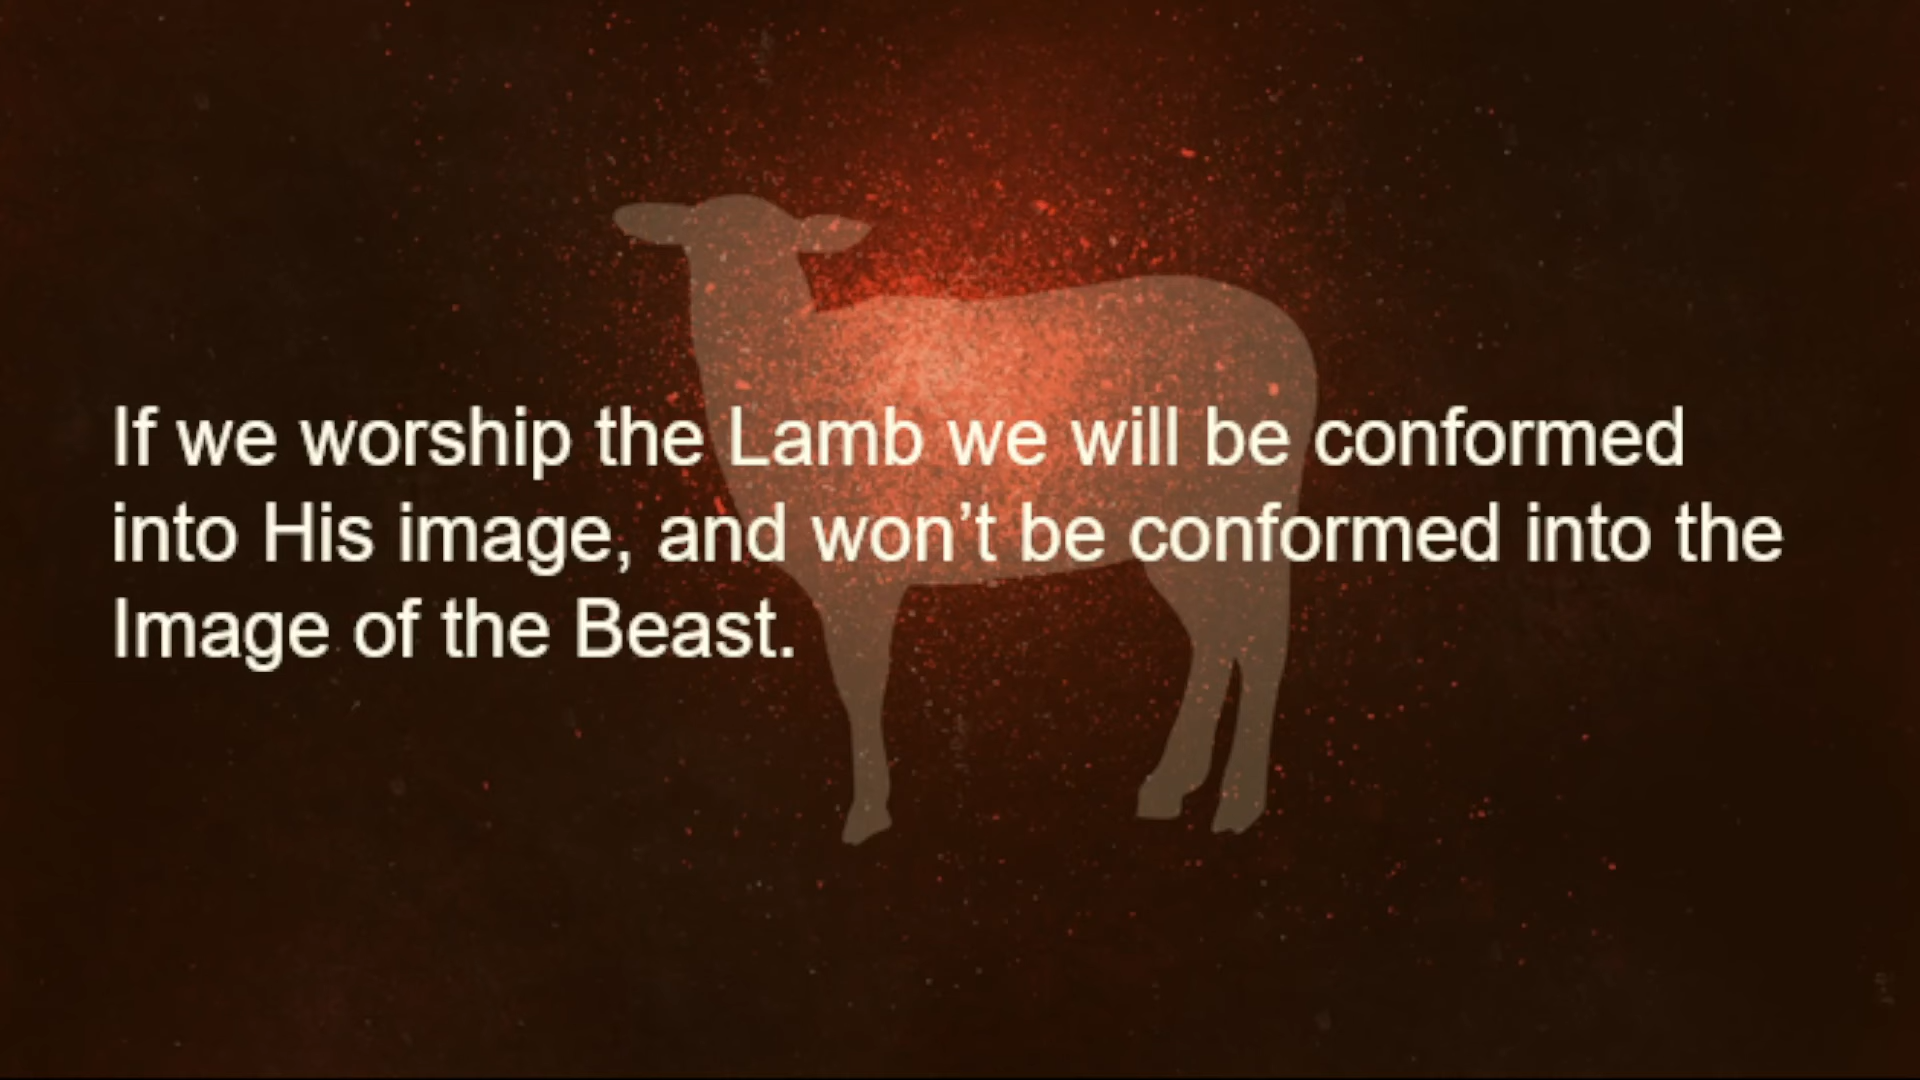 If we worship the Lamb we will be conformed
into His image, and won’t be conformed into the
Image of the Beast.